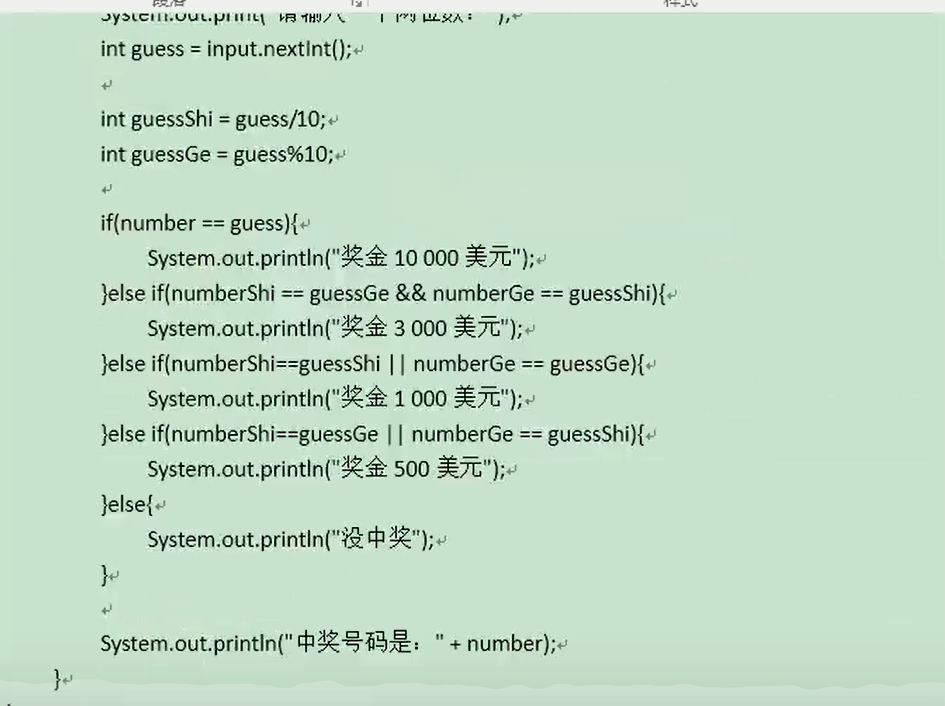 段落
样式
System.out.print("请输入一个两位数：");
int guess = input.nextInt();
int guessShi = guess/10;
int guessGe = guess%10;
if(number == guess){
System.out.println("奖金 10 000 美元");
}else if(numberShi == guessGe && numberGe == guessShi){
System.out.println("奖金 3 000 美元");
}else if(numberShi==guessShi || numberGe == guessGe){
System.out.println("奖金 1 000 美元");
}else if(numberShi==guessGe || numberGe == guessShi){
System.out.println("奖金 500 美元");
}else{
System.out.println("没中奖");
}
System.out.println("中奖号码是：" + number);
}